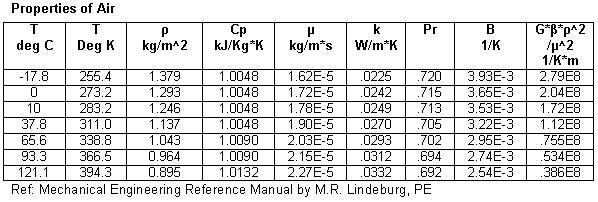 Properties of Air
T deg C T Deg K ρ kg/m^2 Cp kJ/Kg*K µ kg/m*s k W/m*K Pr B 1/K G*β*ρ^2 /µ^2 1/K*m
-17.8 255.4 1.379 1.0048 1.62E-5 .0225 .720 3.93E-3 2.79E8
0 273.2 1.293 1.0048 1.72E-5 .0242 .715 3.65E-3 2.04E8
10 283.2 1.246 1.0048 1.78E-5 .0249 .713 3.53E-3 1.72E8
37.8 311.0 1.137 1.0048 1.90E-5 .0270 .705 3.22E-3 1.12E8
65.6 338.8 1.043 1.0090 2.03E-5 .0293 .702 2.95E-3 .755E8
93.3 366.5 0.964 1.0090 2.15E-5 .0312 .694 2.74E-3 .534E8
121.1 394.3 0.895 1.0132 2.27E-5 .0332 .692 2.54E-3 .386E8
Ref: Mechanical Engineering Reference Manual by M.R. Lindeburg, PE